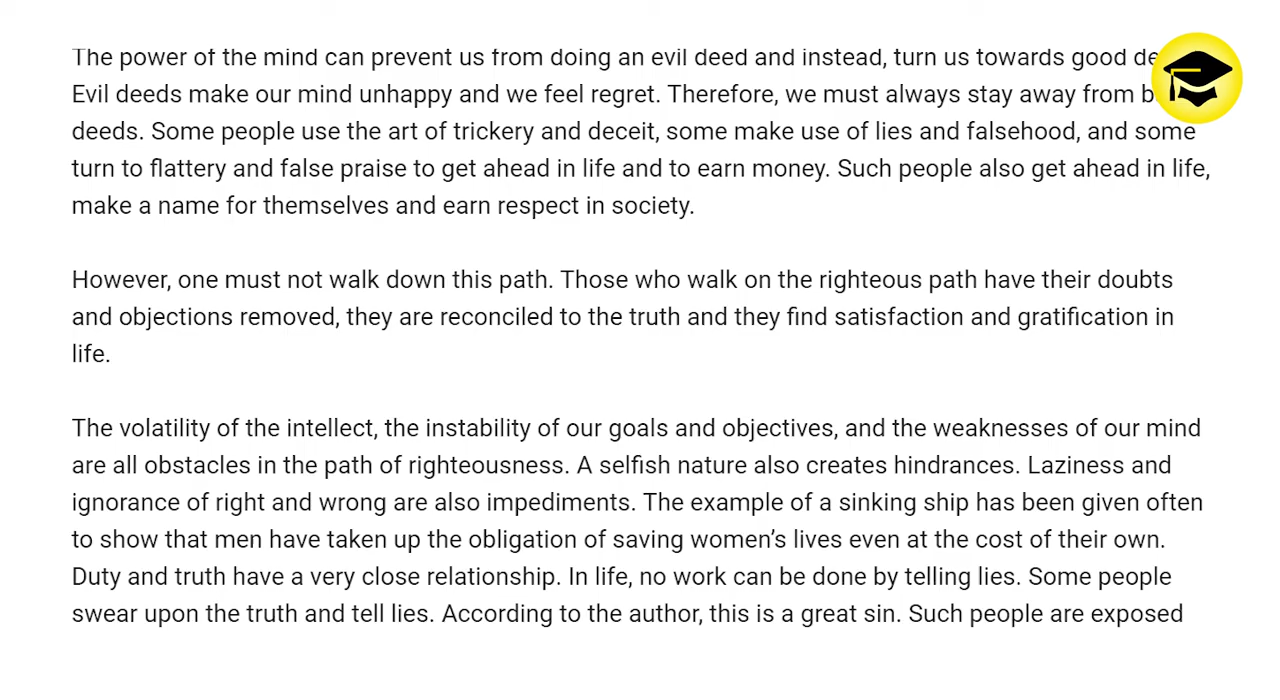 The power of the mind can prevent us from doing an evil deed and instead, turn us towards good
Evil deeds make our mind unhappy and we feel regret. Therefore, we must always stay away from
deeds. Some people use the art of trickery and deceit, some make use of lies and falsehood, and some
turn to flattery and false praise to get ahead in life and to earn money. Such people also get ahead in life,
make a name for themselves and earn respect in society.
However, one must not walk down this path. Those who walk on the righteous path have their doubts
and objections removed, they are reconciled to the truth and they find satisfaction and gratification in
life.
The volatility of the intellect, the instability of our goals and objectives, and the weaknesses of our mind
are all obstacles in the path of righteousness. A selfish nature also creates hindrances. Laziness and
ignorance of right and wrong are also impediments. The example of a sinking ship has been given often
to show that men have taken up the obligation of saving women's lives even at the cost of their own.
Duty and truth have a very close relationship. In life, no work can be done by telling lies. Some people
swear upon the truth and tell lies. According to the author, this is a great sin. Such people are exposed